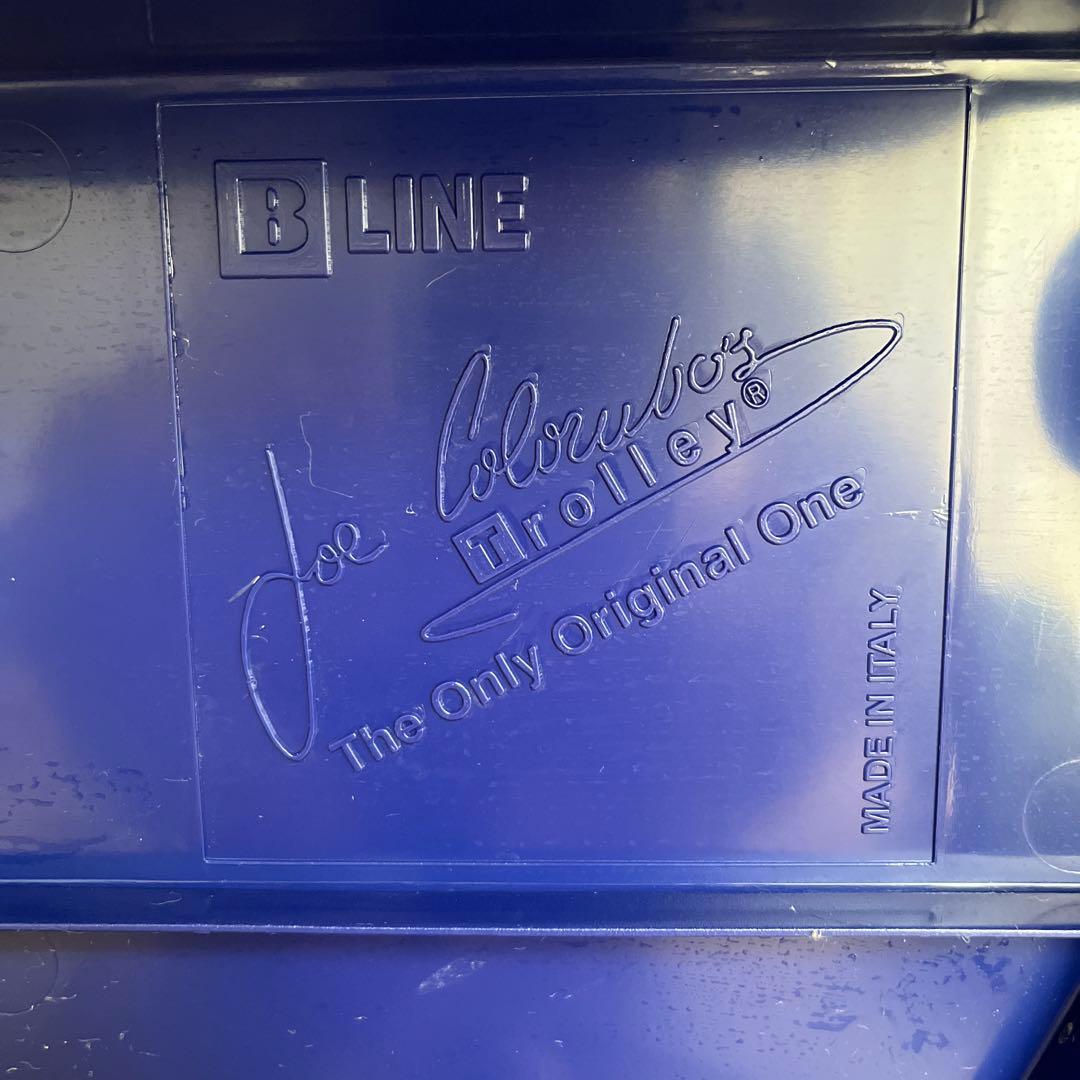 B LINE
Joe Colombo's
Trolley®
The Only Original One
MADE IN ITALY